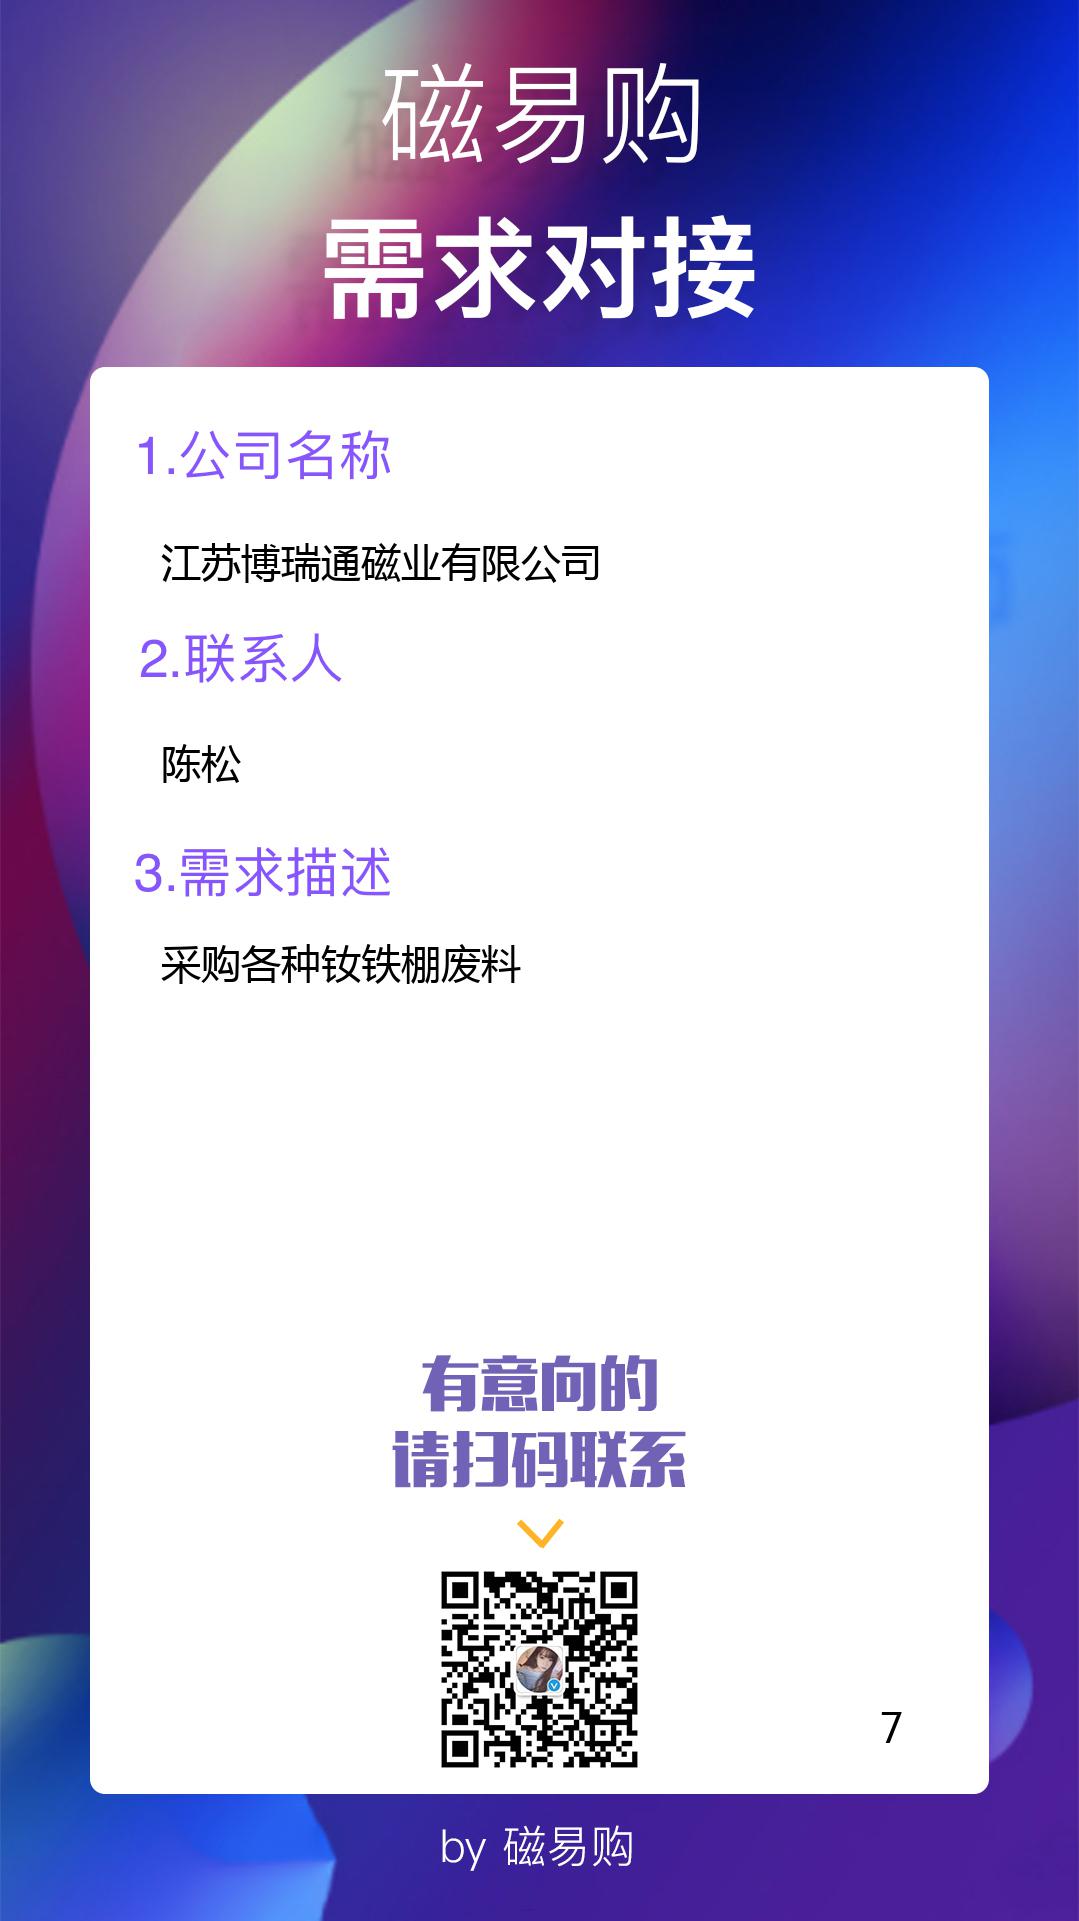 磁易购
需求对接
1.公司名称
江苏博瑞通磁业有限公司
2.联系人
陈松
3.需求描述
采购各种钕铁棚废料
有意向的
请扫码联系
7
by 磁易购